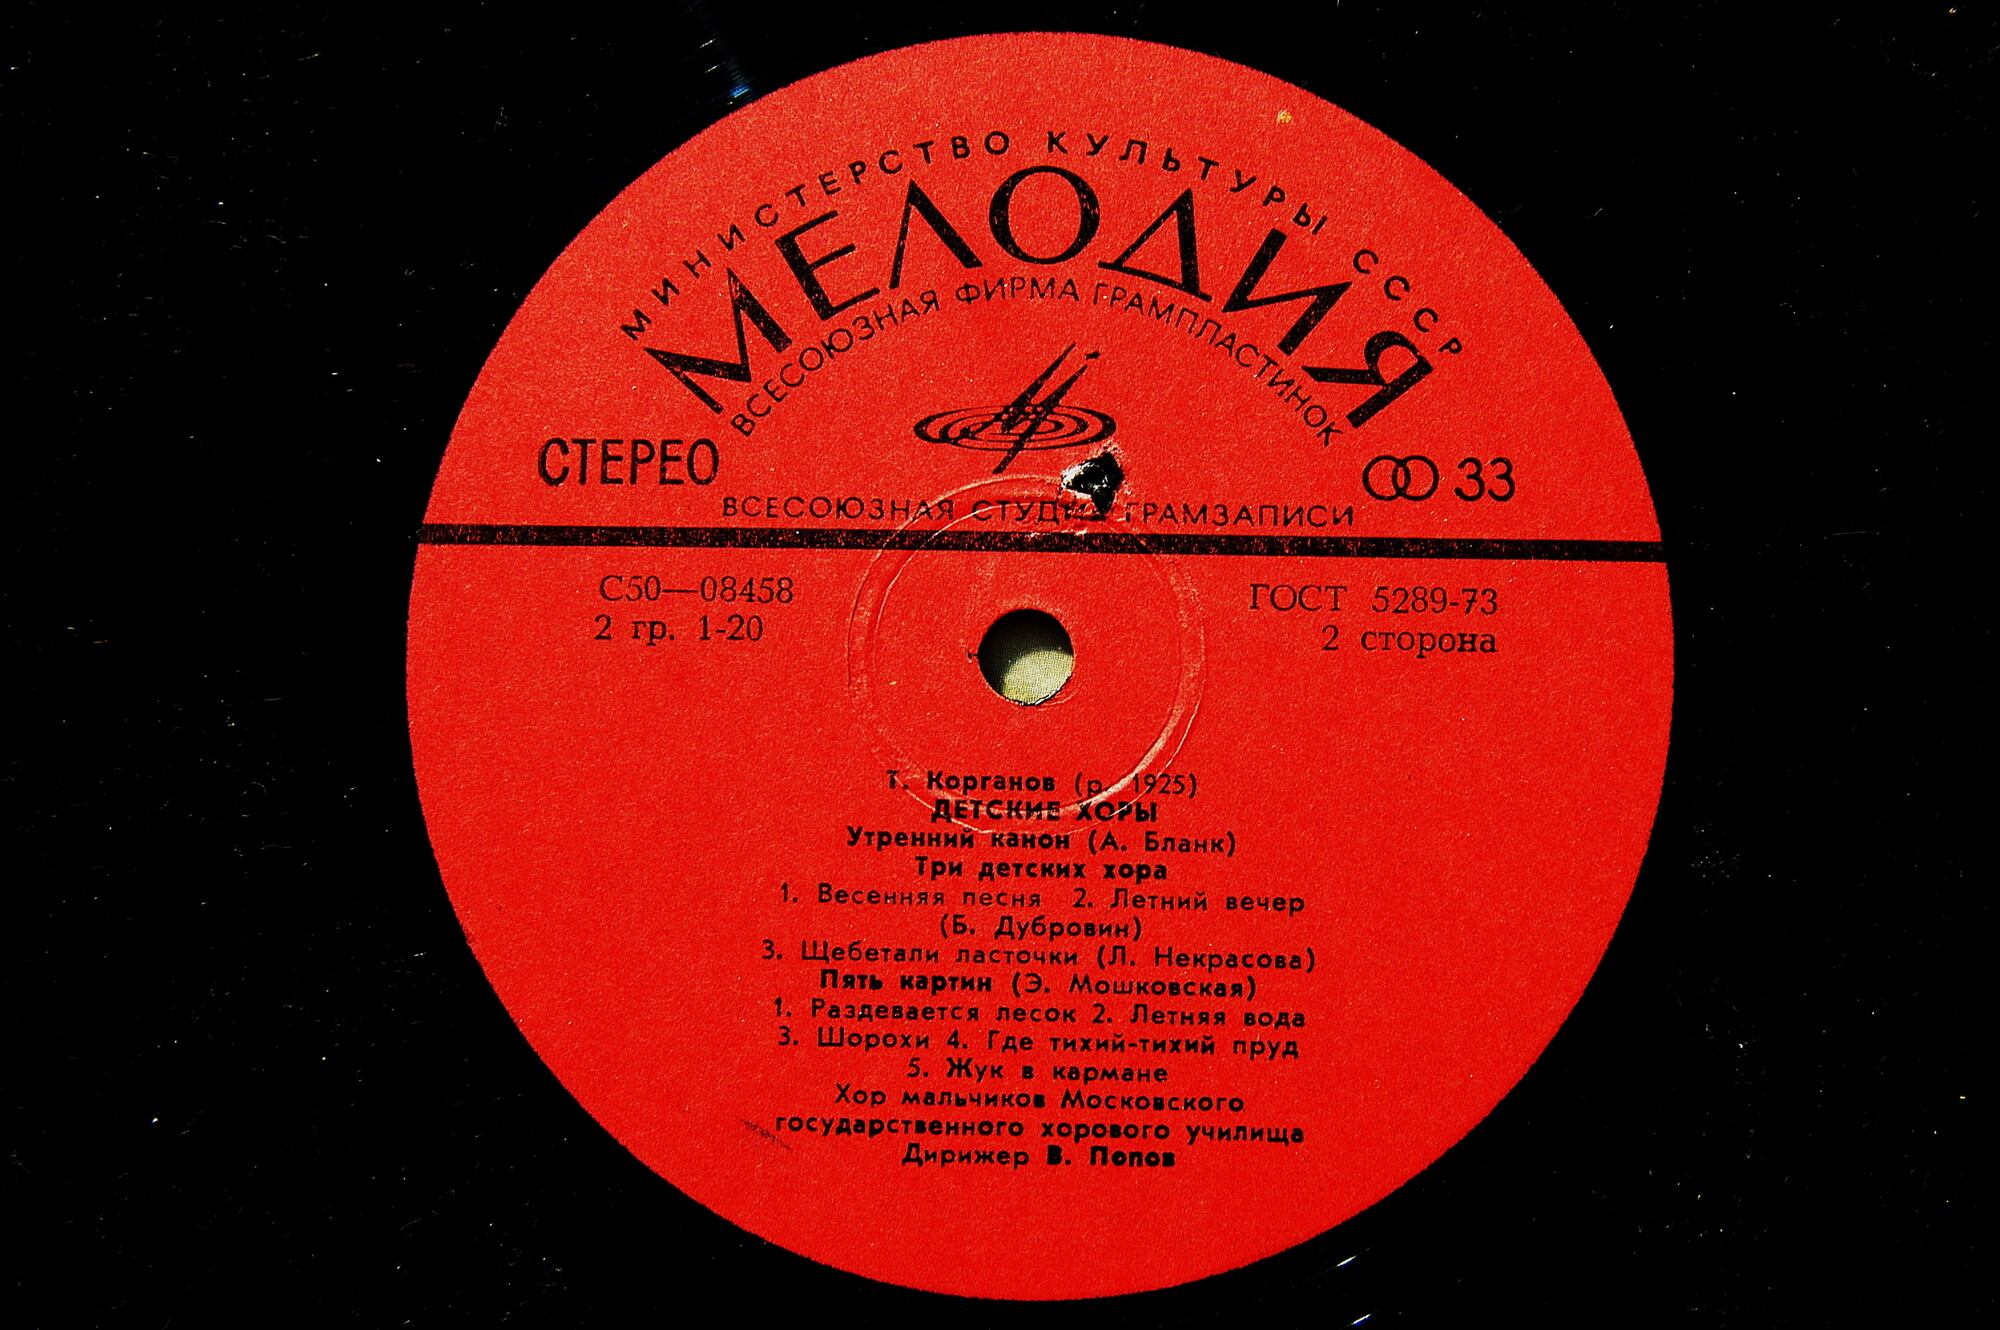 МИНИСТЕРСТВО КУЛЬТУРЫ СССР
МЕЛОДИЯ
ВСЕСОЮЗНАЯ ФИРМА ГРАМПЛАСТИНОК
СТЕРЕО
33
ВСЕСОЮЗНАЯ СТУДИЯ ГРАМЗАПИСИ
С50—08458
ГОСТ 5289-73
2 гр. 1-20
2 сторона
Т. Корганов (р. 1925)
ДЕТСКИЕ ХОРЫ
Утренний канон (А. Бланк)
Три детских хора
1. Весенняя песня 2. Летний вечер
(Б. Дубровин)
3. Щебетали ласточки (Л. Некрасова)
Пять картин (Э. Мошковская)
1. Раздевается лесок 2. Летняя вода
3. Шорохи 4. Где тихий-тихий пруд
5. Жук в кармане
Хор мальчиков Московского
государственного хорового училища
Дирижер В. Попов